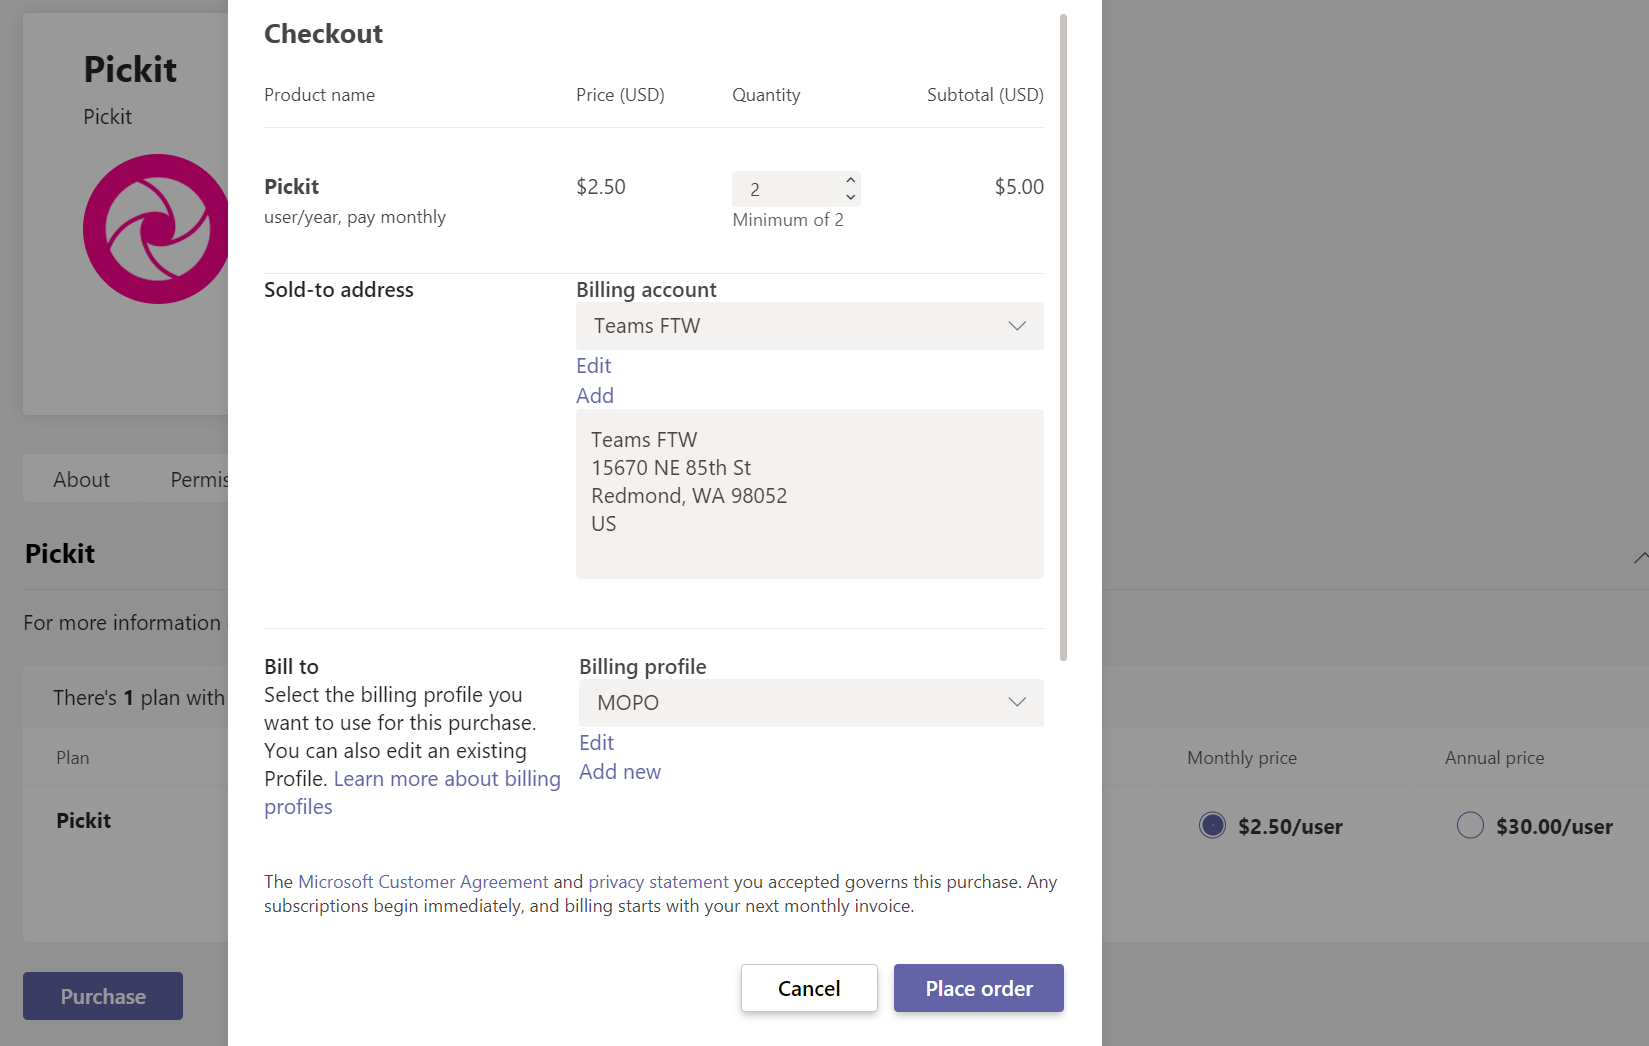 Pickit
Pickit
About
Permis
Pickit
For more information
There's 1 plan with
Plan
Monthly price
Annual price
Pickit
$2.50/user
$30.00/user
Purchase
Checkout
Product name
Price (USD)
Quantity
Subtotal (USD)
Pickit
$2.50
2
$5.00
user/year, pay monthly
Minimum of 2
Sold-to address
Billing account
Teams FTW
Edit
Add
Teams FTW
15670 NE 85th St
Redmond, WA 98052
US
Bill to
Select the billing profile you
want to use for this purchase.
You can also edit an existing
Profile. Learn more about billing
profiles
Billing profile
MOPO
Edit
Add new
The Microsoft Customer Agreement and privacy statement you accepted governs this purchase. Any
subscriptions begin immediately, and billing starts with your next monthly invoice.
Cancel
Place order